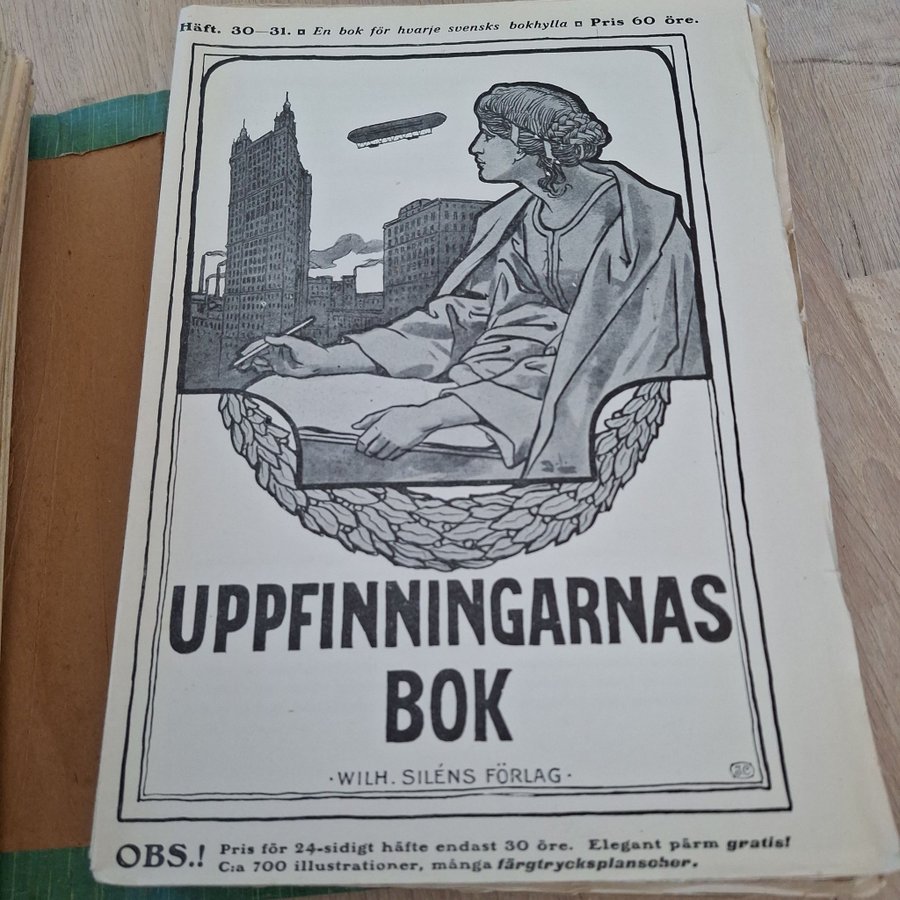 Häft. 30—31. ¤ En bok för hvarje svensks bokhylla ¤ Pris 60 öre.
UPPFINNINGARNAS
BOK
·WILH. SILÉNS FÖRLAG·
OBS.! Pris för 24-sidigt häfte endast 30 öre. Elegant pärm gratis!
C:a 700 illustrationer, många färgtrycksplanscher.